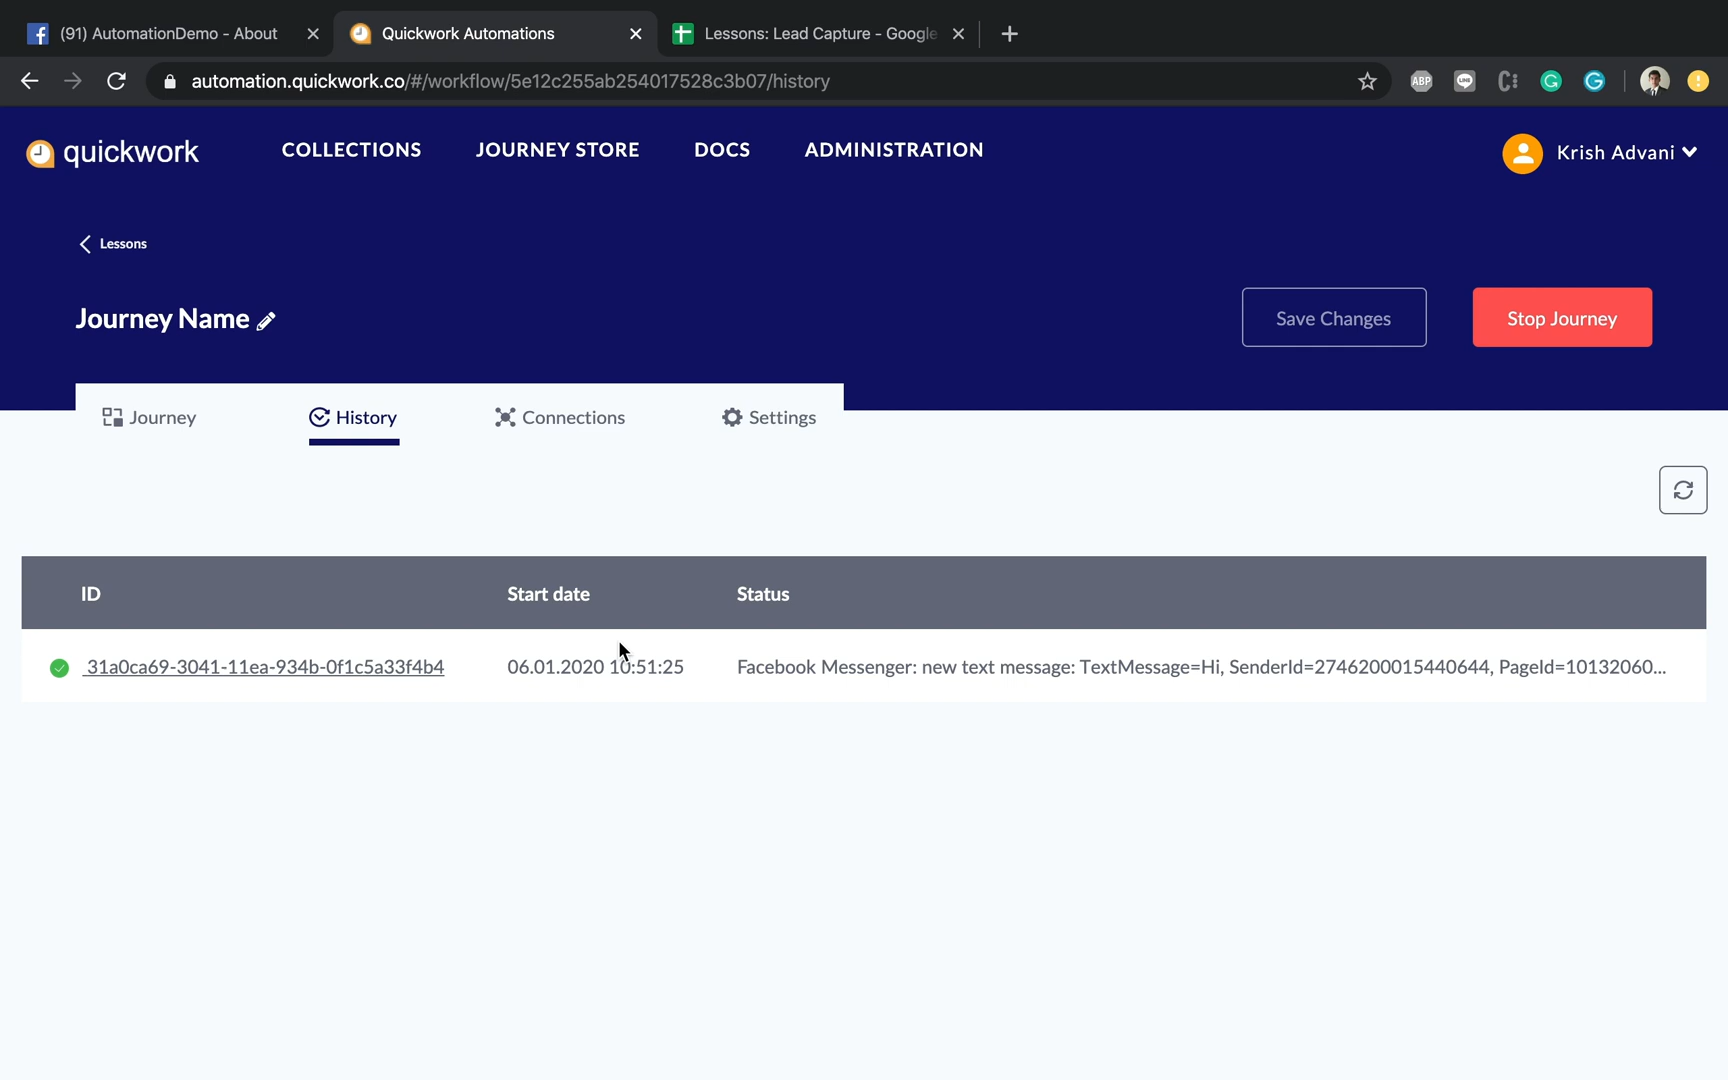 (91) AutomationDemo - About
Quickwork Automations
Lessons: Lead Capture - Google
automation.quickwork.co/#/workflow/5e12c255ab254017528c3b07/history
ABP
quickwork
COLLECTIONS
JOURNEY STORE
DOCS
ADMINISTRATION
Krish Advani
Lessons
Journey Name
Save Changes
Stop Journey
Journey
History
Connections
Settings
ID
Start date
Status
31a0ca69-3041-11ea-934b-0f1c5a33f4b4
06.01.2020 10:51:25
Facebook Messenger: new text message: TextMessage=Hi, SenderId=2746200015440644, PageId=10132060...